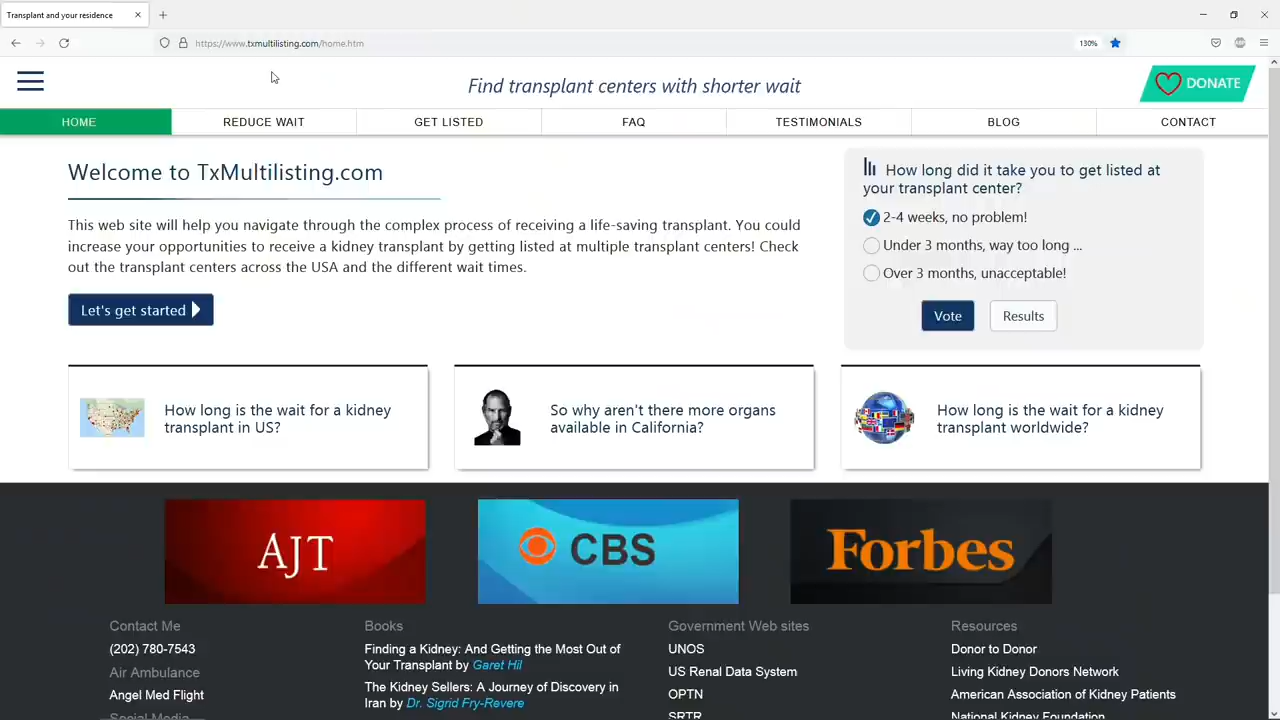 Transplant and your residence
https://www.txmultilisting.com/home.htm
130%
Find transplant centers with shorter wait
DONATE
HOME
REDUCE WAIT
GET LISTED
FAQ
TESTIMONIALS
BLOG
CONTACT
Welcome to TxMultilisting.com
This web site will help you navigate through the complex process of receiving a life-saving transplant. You could
increase your opportunities to receive a kidney transplant by getting listed at multiple transplant centers! Check
out the transplant centers across the USA and the different wait times.
Let's get started
How long did it take you to get listed at
your transplant center?
2-4 weeks, no problem!
Under 3 months, way too long ...
Over 3 months, unacceptable!
Vote
Results
How long is the wait for a kidney
transplant in US?
So why aren't there more organs
available in California?
How long is the wait for a kidney
transplant worldwide?
AJT
CBS
Forbes
Contact Me
(202) 780-7543
Air Ambulance
Angel Med Flight
Social Media
Books
Finding a Kidney: And Getting the Most Out of
Your Transplant by Garet Hil
The Kidney Sellers: A Journey of Discovery in
Iran by Dr. Sigrid Fry-Revere
Government Web sites
UNOS
US Renal Data System
OPTN
SRTR
Resources
Donor to Donor
Living Kidney Donors Network
American Association of Kidney Patients
National Kidney Foundation